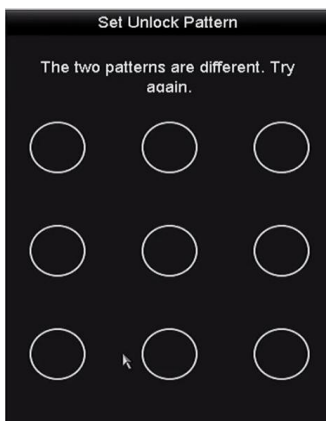 Set Unlock Pattern
The two patterns are different. Try
again.